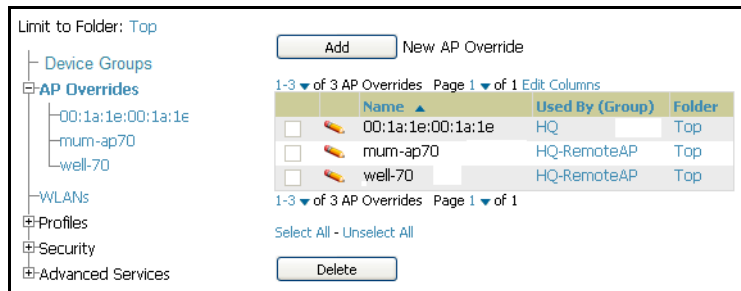 Limit to Folder: Top
Device Groups
AP Overrides
00:1a:1e:00:1a:1e
mum-ap70
well-70
WLANs
Profiles
Security
Advanced Services
Add New AP Override
1-3 of 3 AP Overrides Page 1 of 1 Edit Columns
Name Used By (Group) Folder
00:1a:1e:00:1a:1e HQ Top
mum-ap70 HQ-RemoteAP Top
well-70 HQ-RemoteAP Top
1-3 of 3 AP Overrides Page 1 of 1
Select All - Unselect All
Delete